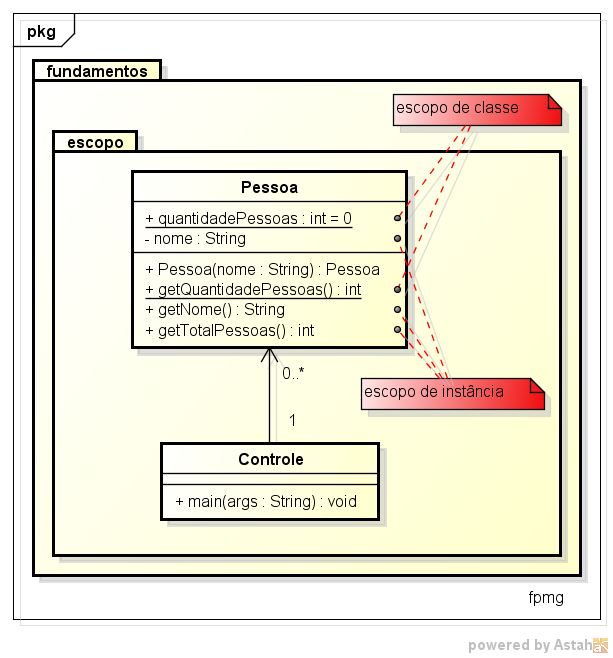 pkg
fundamentos
escopo de classe
escopo
Pessoa
+ quantidadePessoas : int = 0
- nome : String
+ Pessoa(nome : String) : Pessoa
+ getQuantidadePessoas() : int
+ getNome() : String
+ getTotalPessoas() : int
0..*
escopo de instância
1
Controle
+ main(args : String) : void
fpmg
powered by Astah